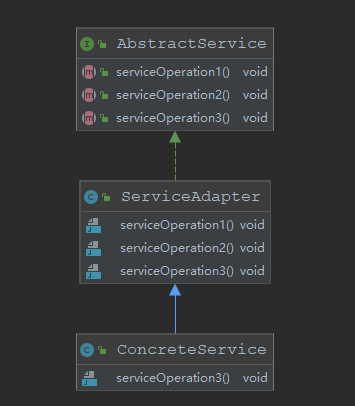 AbstractService
serviceOperation1() void
serviceOperation2() void
serviceOperation3() void
ServiceAdapter
serviceOperation1() void
serviceOperation2() void
serviceOperation3() void
ConcreteService
serviceOperation3() void